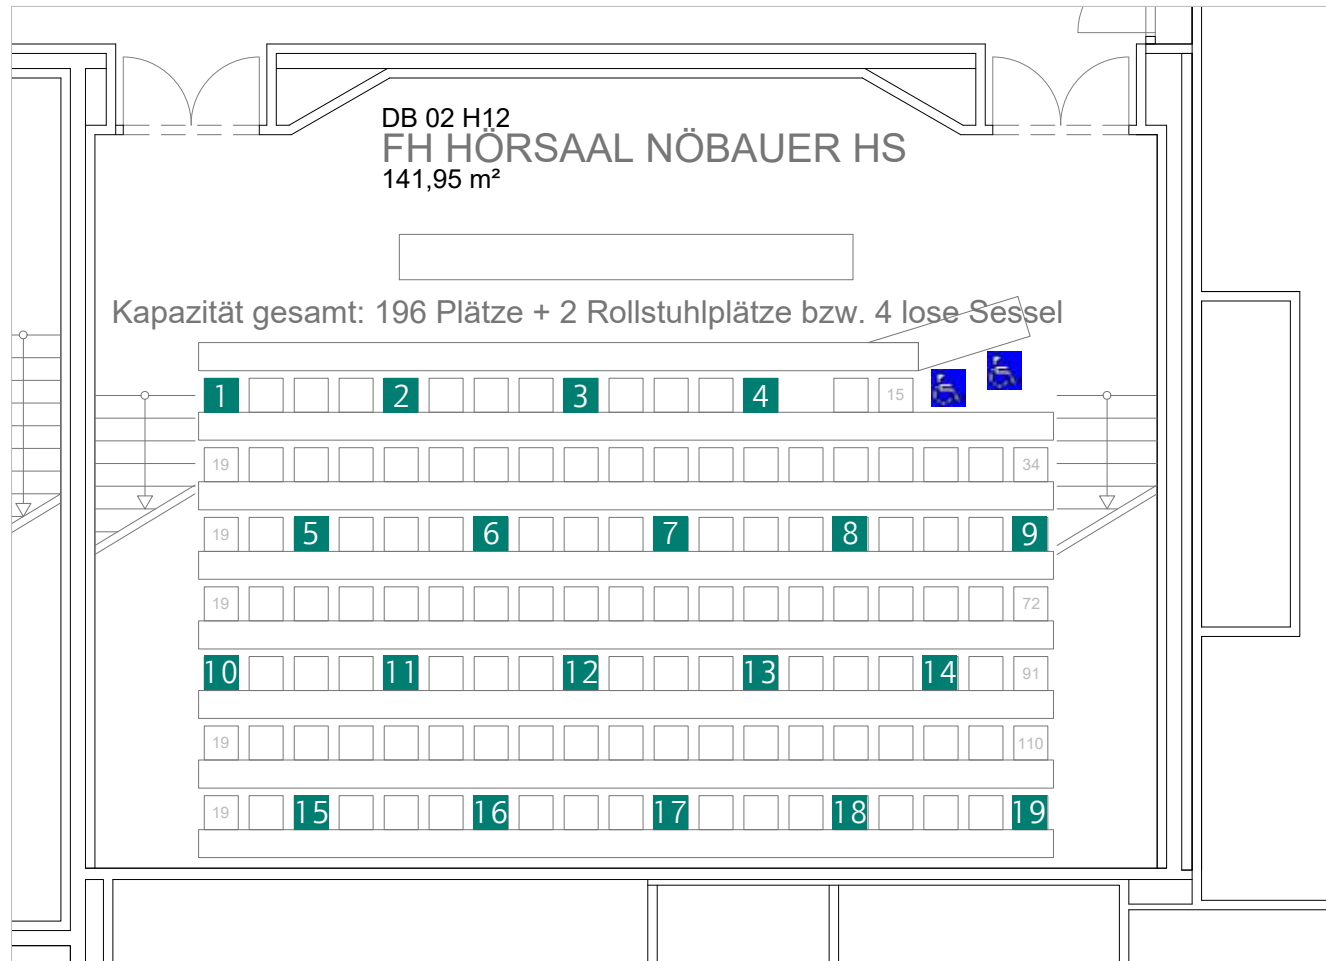 DB 02 H12
FH HÖRSAAL NÖBAUER HS
141,95 m²
Kapazität gesamt: 196 Plätze + 2 Rollstuhlplätze bzw. 4 lose Sessel
1 2 3 4 15
19 34
19 5 6 7 8 9
19 72
10 11 12 13 14 91
19 110
19 15 16 17 18 19